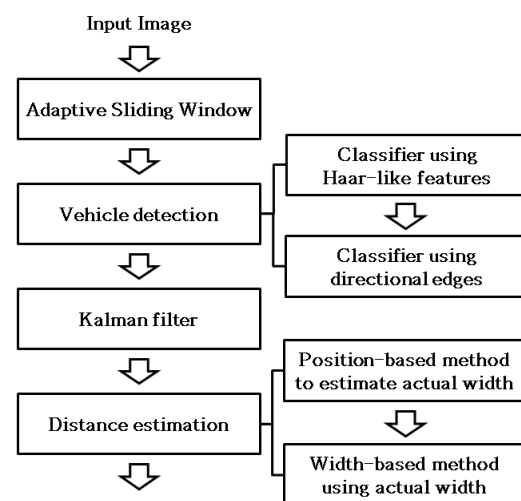 Input Image
Adaptive Sliding Window
Vehicle detection
Classifier using
Haar-like features
Classifier using
directional edges
Kalman filter
Distance estimation
Position-based method
to estimate actual width
Width-based method
using actual width